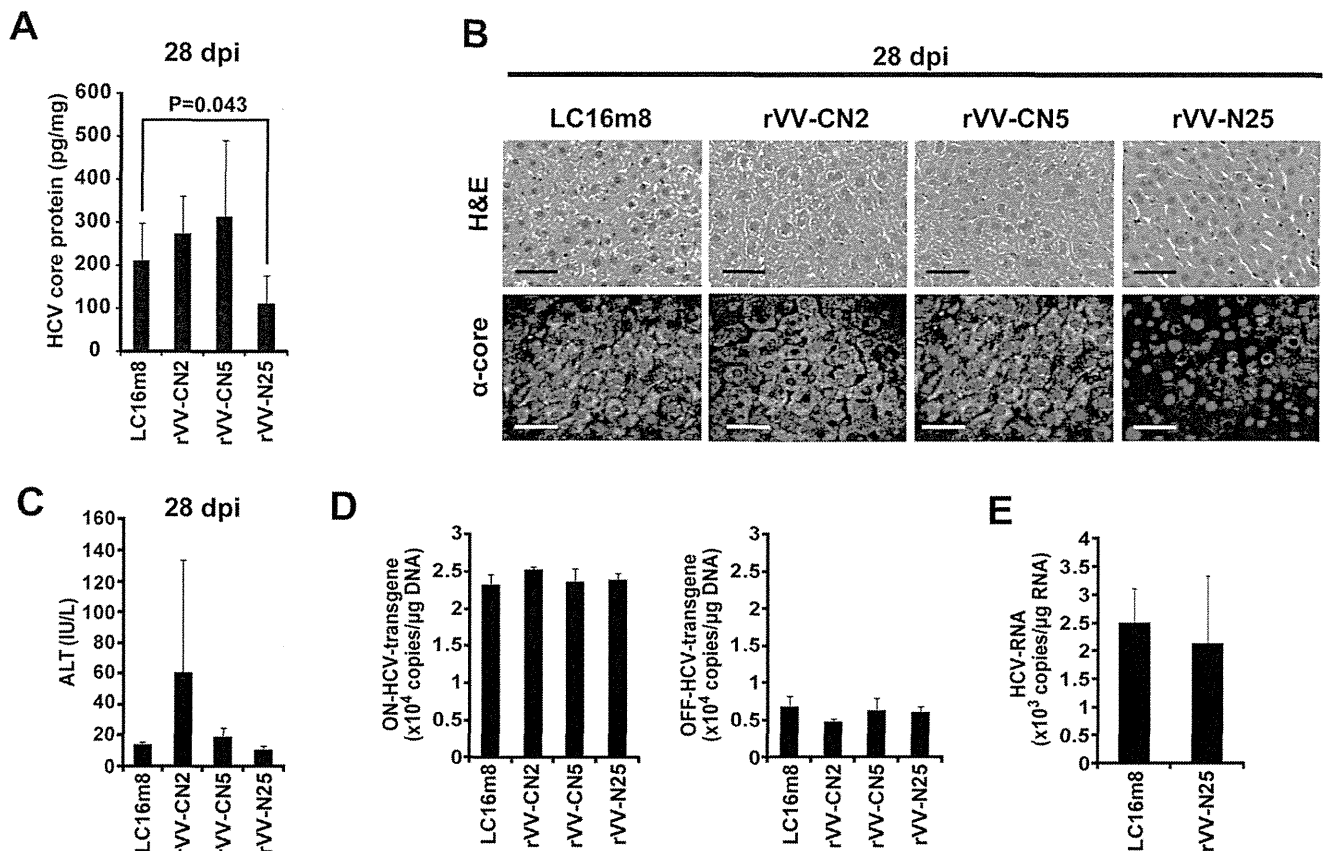 A
28 dpi
HCV core protein (pg/mg)
600
500
400
300
200
100
0
P=0.043
LC16m8
rVV-CN2
rVV-CN5
rVV-N25
B
28 dpi
LC16m8 rVV-CN2 rVV-CN5 rVV-N25
H&E
α-core
C
28 dpi
ALT (IU/L)
160
140
120
100
80
60
40
20
0
LC16m8
rVV-CN2
rVV-CN5
rVV-N25
D
ON-HCV-transgene
(x10⁴ copies/μg DNA)
3
2.5
2
1.5
1
0.5
0
LC16m8
rVV-CN2
rVV-CN5
rVV-N25
OFF-HCV-transgene
(x10⁴ copies/μg DNA)
3
2.5
2
1.5
1
0.5
0
LC16m8
rVV-CN2
rVV-CN5
rVV-N25
E
HCV-RNA
(x10³ copies/μg RNA)
4
3.5
3
2.5
2
1.5
1
0.5
0
LC16m8
rVV-N25